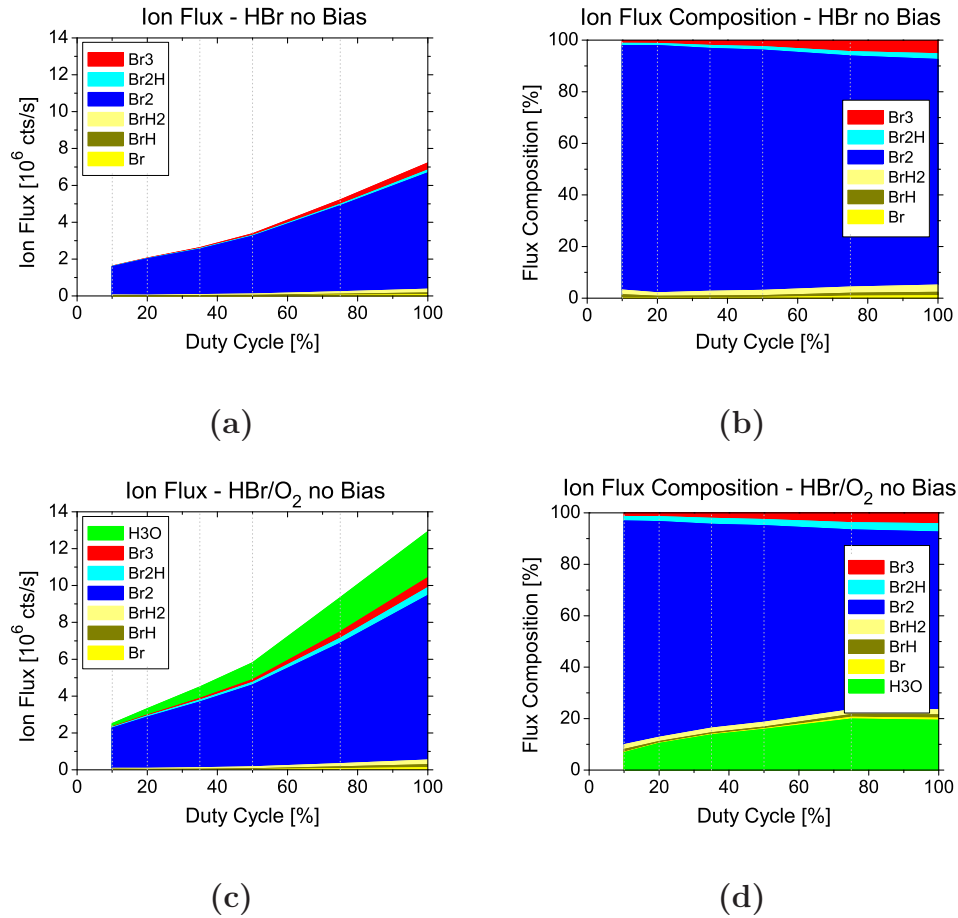 Ion Flux - HBr no Bias
Ion Flux [10^6 cts/s]
14
12
10
8
6
4
2
0
Br3
Br2H
Br2
BrH2
BrH
Br
0 20 40 60 80 100
Duty Cycle [%]
(a)
Ion Flux Composition - HBr no Bias
Flux Composition [%]
100
80
60
40
20
0
Br3
Br2H
Br2
BrH2
BrH
Br
0 20 40 60 80 100
Duty Cycle [%]
(b)
Ion Flux - HBr/O₂ no Bias
Ion Flux [10^6 cts/s]
14
12
10
8
6
4
2
0
H3O
Br3
Br2H
Br2
BrH2
BrH
Br
0 20 40 60 80 100
Duty Cycle [%]
(c)
Ion Flux Composition - HBr/O₂ no Bias
Flux Composition [%]
100
80
60
40
20
0
Br3
Br2H
Br2
BrH2
BrH
Br
H3O
0 20 40 60 80 100
Duty Cycle [%]
(d)